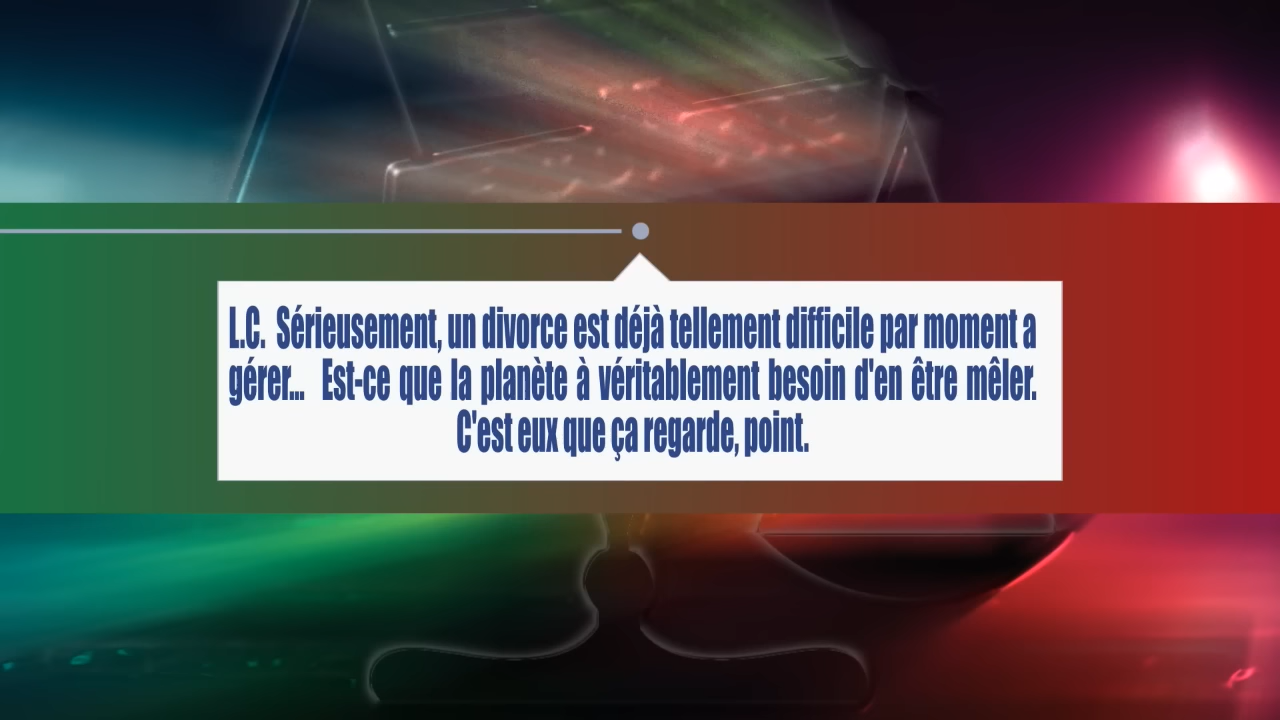 L.C. Sérieusement, un divorce est déjà tellement difficile par moment a
gérer... Est-ce que la planète à véritablement besoin d'en être mêler.
C'est eux que ça regarde, point.